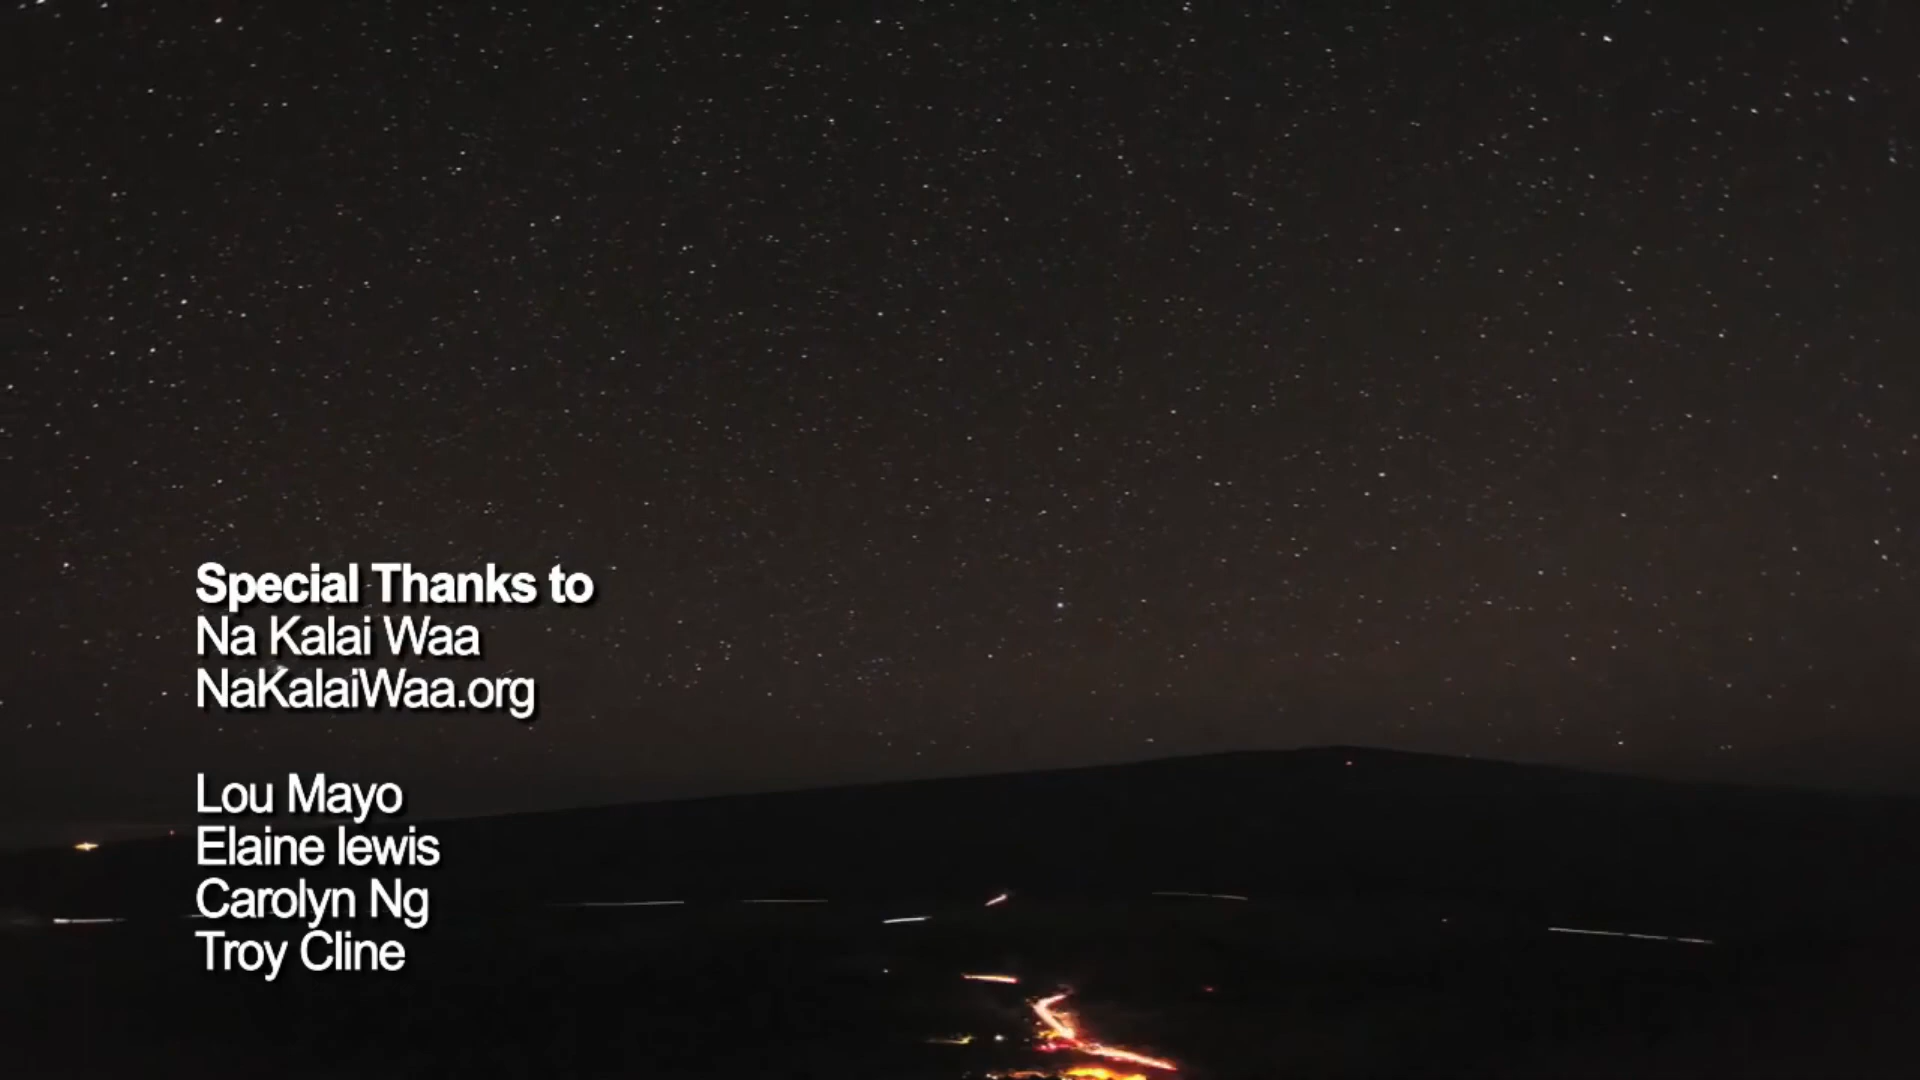 Special Thanks to
Na Kalai Waa
NaKalaiWaa.org
Lou Mayo
Elaine lewis
Carolyn Ng
Troy Cline